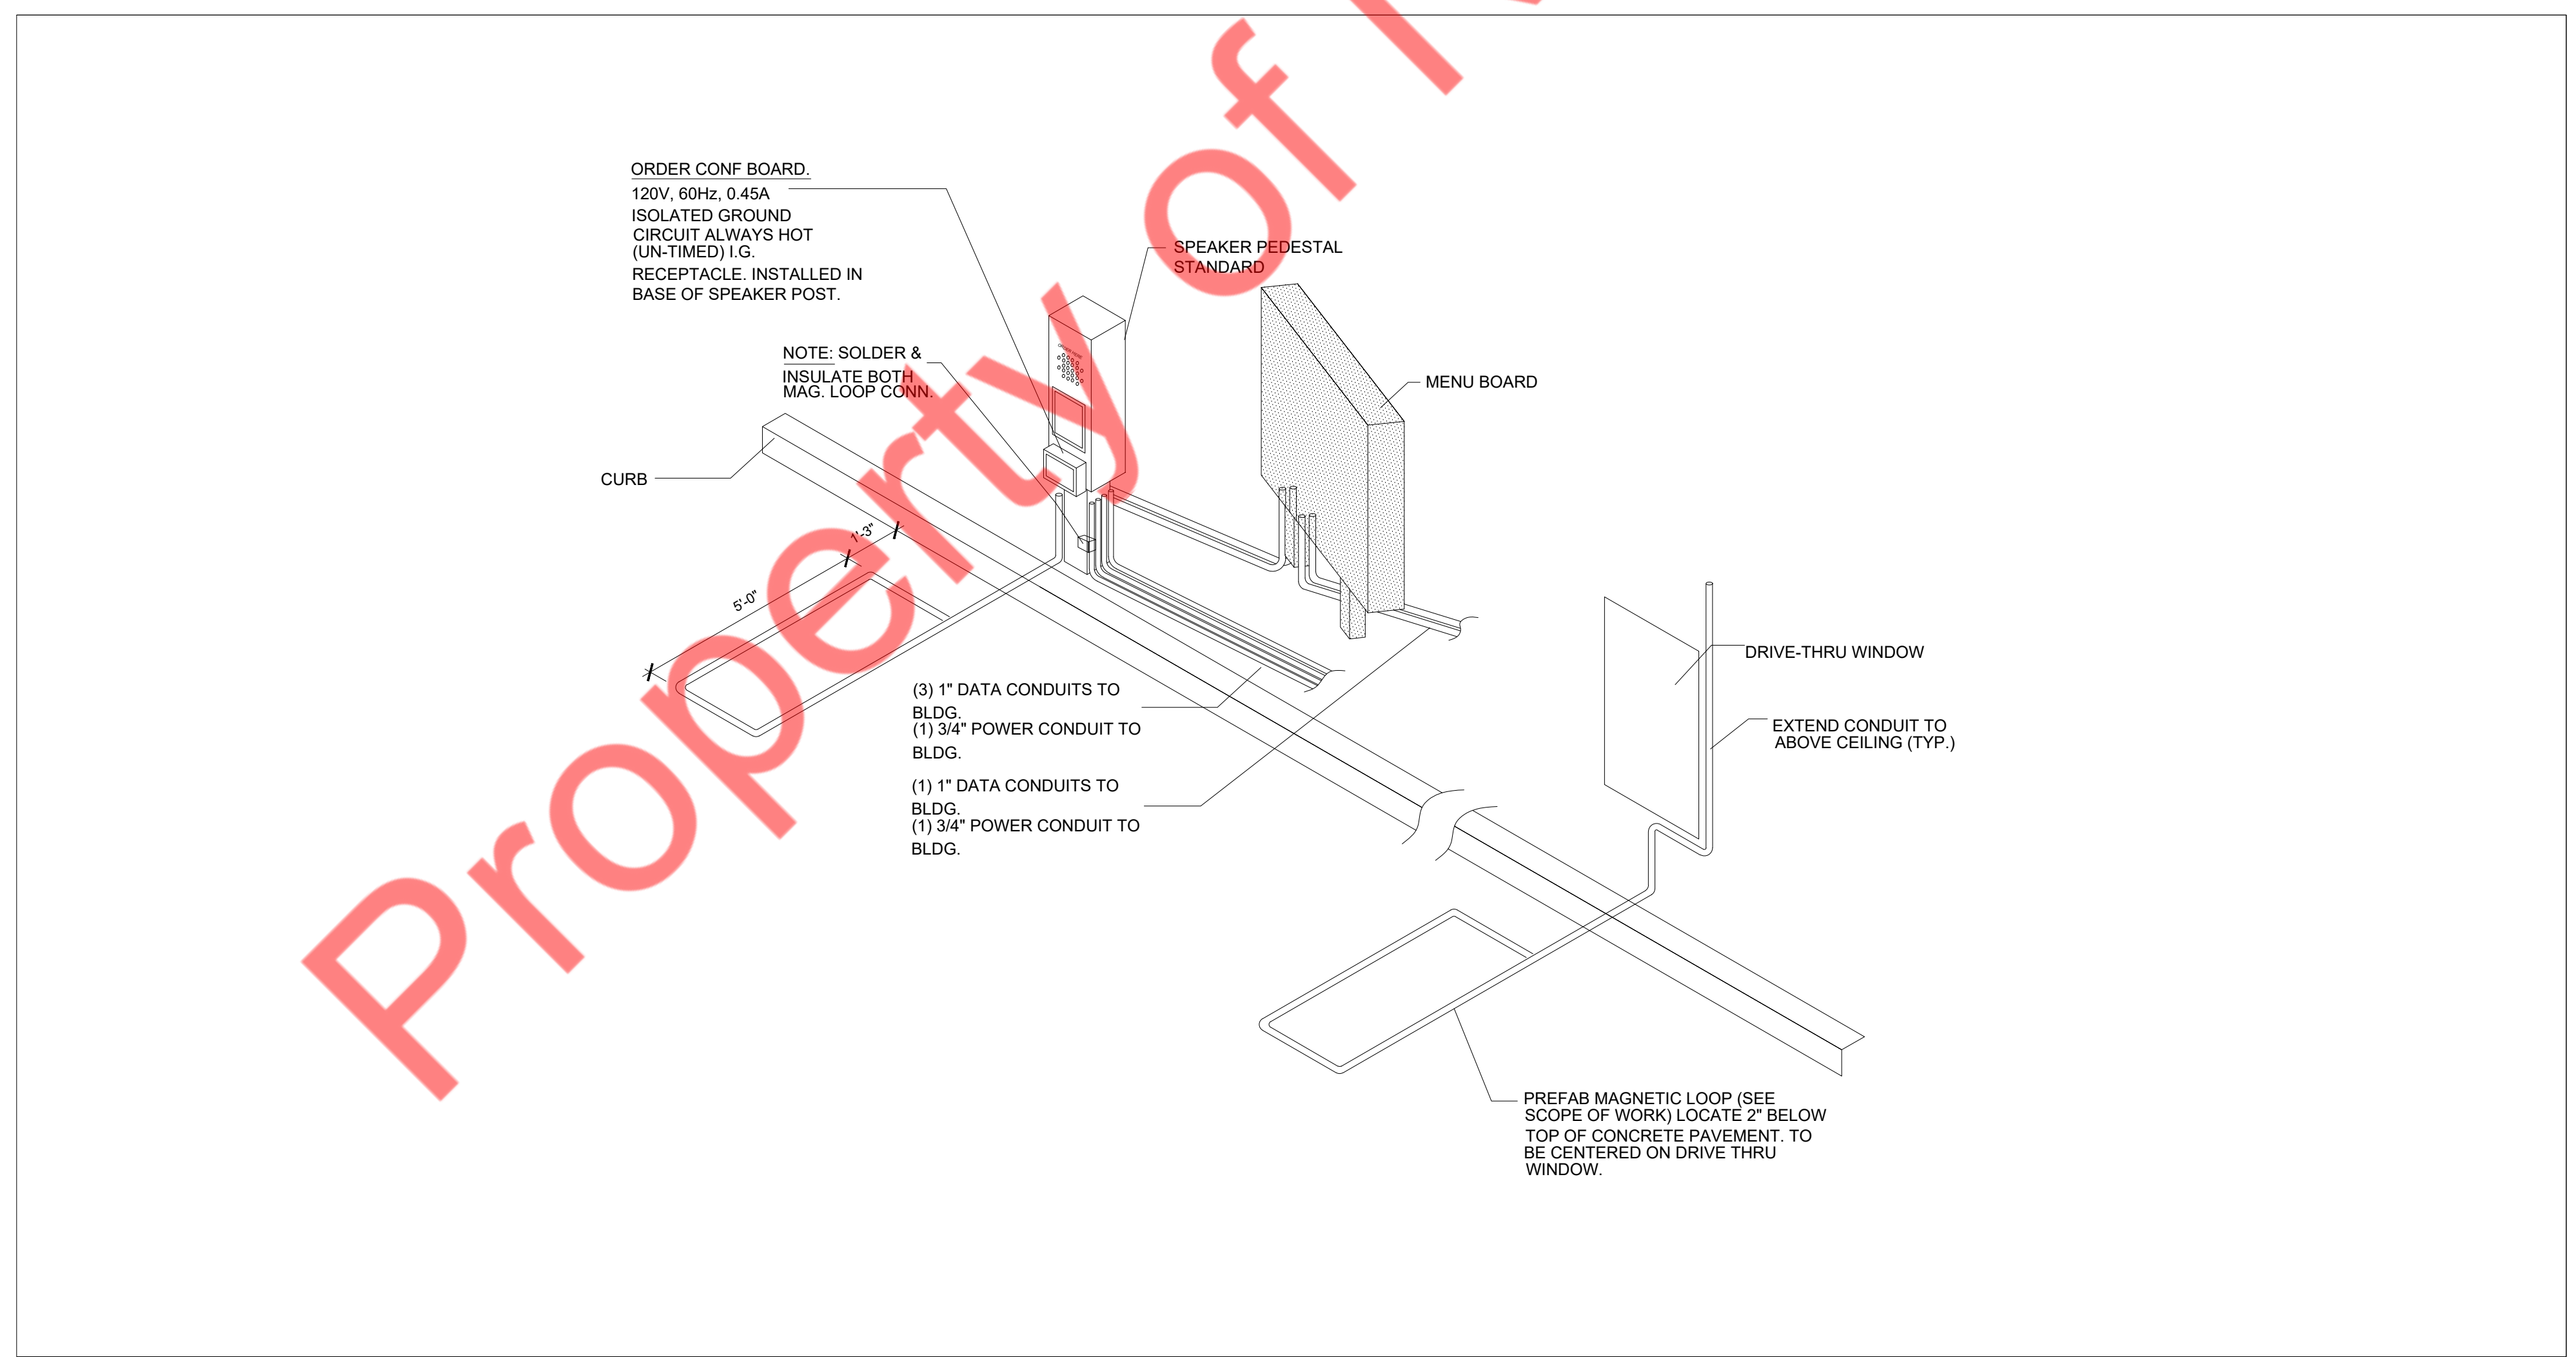 ORDER CONF BOARD.
120V, 60Hz, 0.45A
ISOLATED GROUND
CIRCUIT ALWAYS HOT
(UN-TIMED) I.G.
RECEPTACLE. INSTALLED IN
BASE OF SPEAKER POST.
SPEAKER PEDESTAL
STANDARD
NOTE: SOLDER &
INSULATE BOTH
MAG. LOOP CONN.
MENU BOARD
CURB
1'-3"
5'-0"
(3) 1" DATA CONDUITS TO
BLDG.
(1) 3/4" POWER CONDUIT TO
BLDG.
(1) 1" DATA CONDUITS TO
BLDG.
(1) 3/4" POWER CONDUIT TO
BLDG.
DRIVE-THRU WINDOW
EXTEND CONDUIT TO
ABOVE CEILING (TYP.)
PREFAB MAGNETIC LOOP (SEE
SCOPE OF WORK) LOCATE 2" BELOW
TOP OF CONCRETE PAVEMENT. TO
BE CENTERED ON DRIVE THRU
WINDOW.
Property of